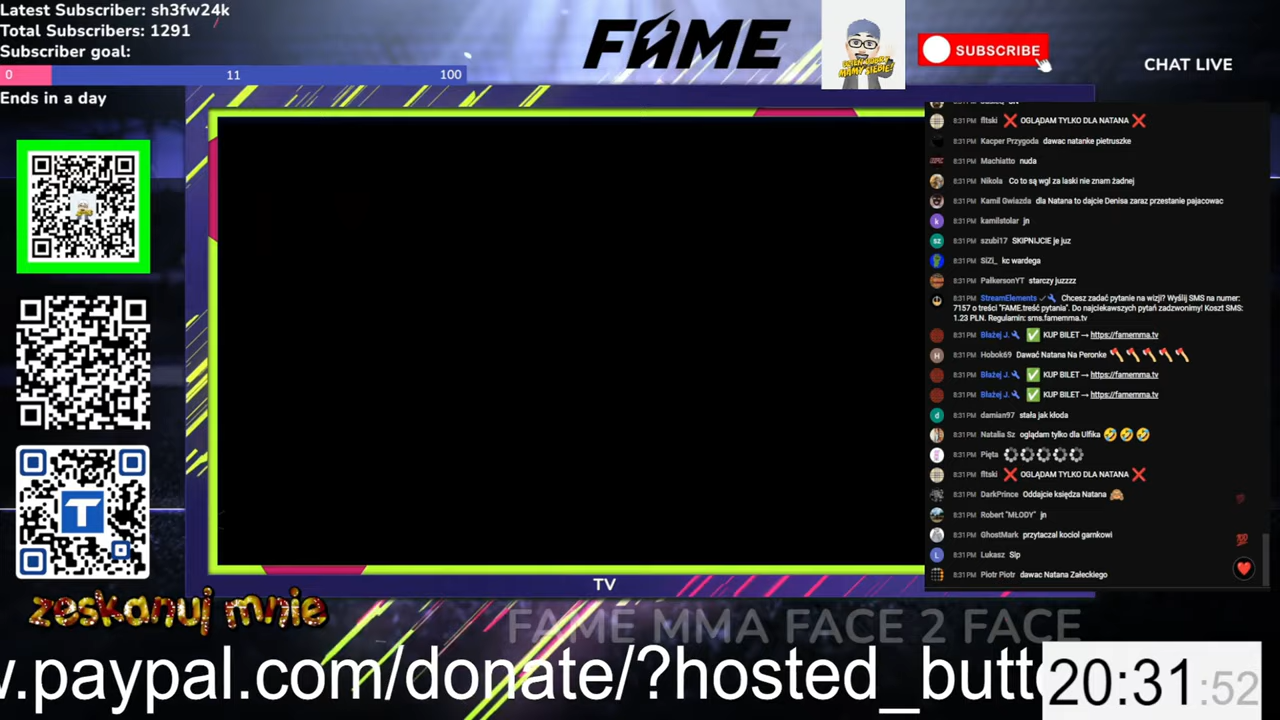 Latest Subscriber: sh3fw24k
Total Subscribers: 1291
Subscriber goal:
0 11 100
Ends in a day
FAME
DZIEŃ DOBRY
MAMY CIEBIE!
SUBSCRIBE
CHAT LIVE
8:31 PM fltski ❌ OGLĄDAM TYLKO DLA NATANA ❌
8:31 PM Kacper Przygoda dawac natanke pietruszke
8:31 PM Machiatto nuda
8:31 PM Nikola Co to są wgl za laski nie znam żadnej
8:31 PM Kamil Gwiazda dla Natana to dajcie Denisa zaraz przestanie pajacowac
8:31 PM kamilstolar jn
8:31 PM szubi17 SKIPNIJCIE je juz
8:31 PM SiZi_ kc wardega
8:31 PM PałkersonYT starczy juzzzz
8:31 PM StreamElements Chcesz zadać pytanie na wizji? Wyślij SMS na numer:
7157 o treści "FAME.treść pytania". Do najciekawszych pytań zadzwonimy! Koszt SMS:
1.23 PLN. Regulamin: sms.famemma.tv
8:31 PM Błażej J. ✅ KUP BILET → https://famemma.tv
8:31 PM Hobok69 Dawać Natana Na Peronke 🪓🪓🪓🪓🪓
8:31 PM Błażej J. ✅ KUP BILET → https://famemma.tv
8:31 PM Błażej J. ✅ KUP BILET → https://famemma.tv
8:31 PM damian97 stała jak kłoda
8:31 PM Natalia Sz oglądam tylko dla Ulfika 🤣🤣🤣
8:31 PM Pięta
8:31 PM fltski ❌ OGLĄDAM TYLKO DLA NATANA ❌
8:31 PM DarkPrince Oddajcie księdza Natana 🙈
8:31 PM Robert "MŁODY" jn
8:31 PM GhostMark przytaczal kociol garnkowi
8:31 PM Lukasz Sip
8:31 PM Piotr Piotr dawac Natana Załeckiego
T
TV
zeskanuj mnie
FAME MMA FACE 2 FACE
w.paypal.com/donate/?hosted_butt
20:31:52